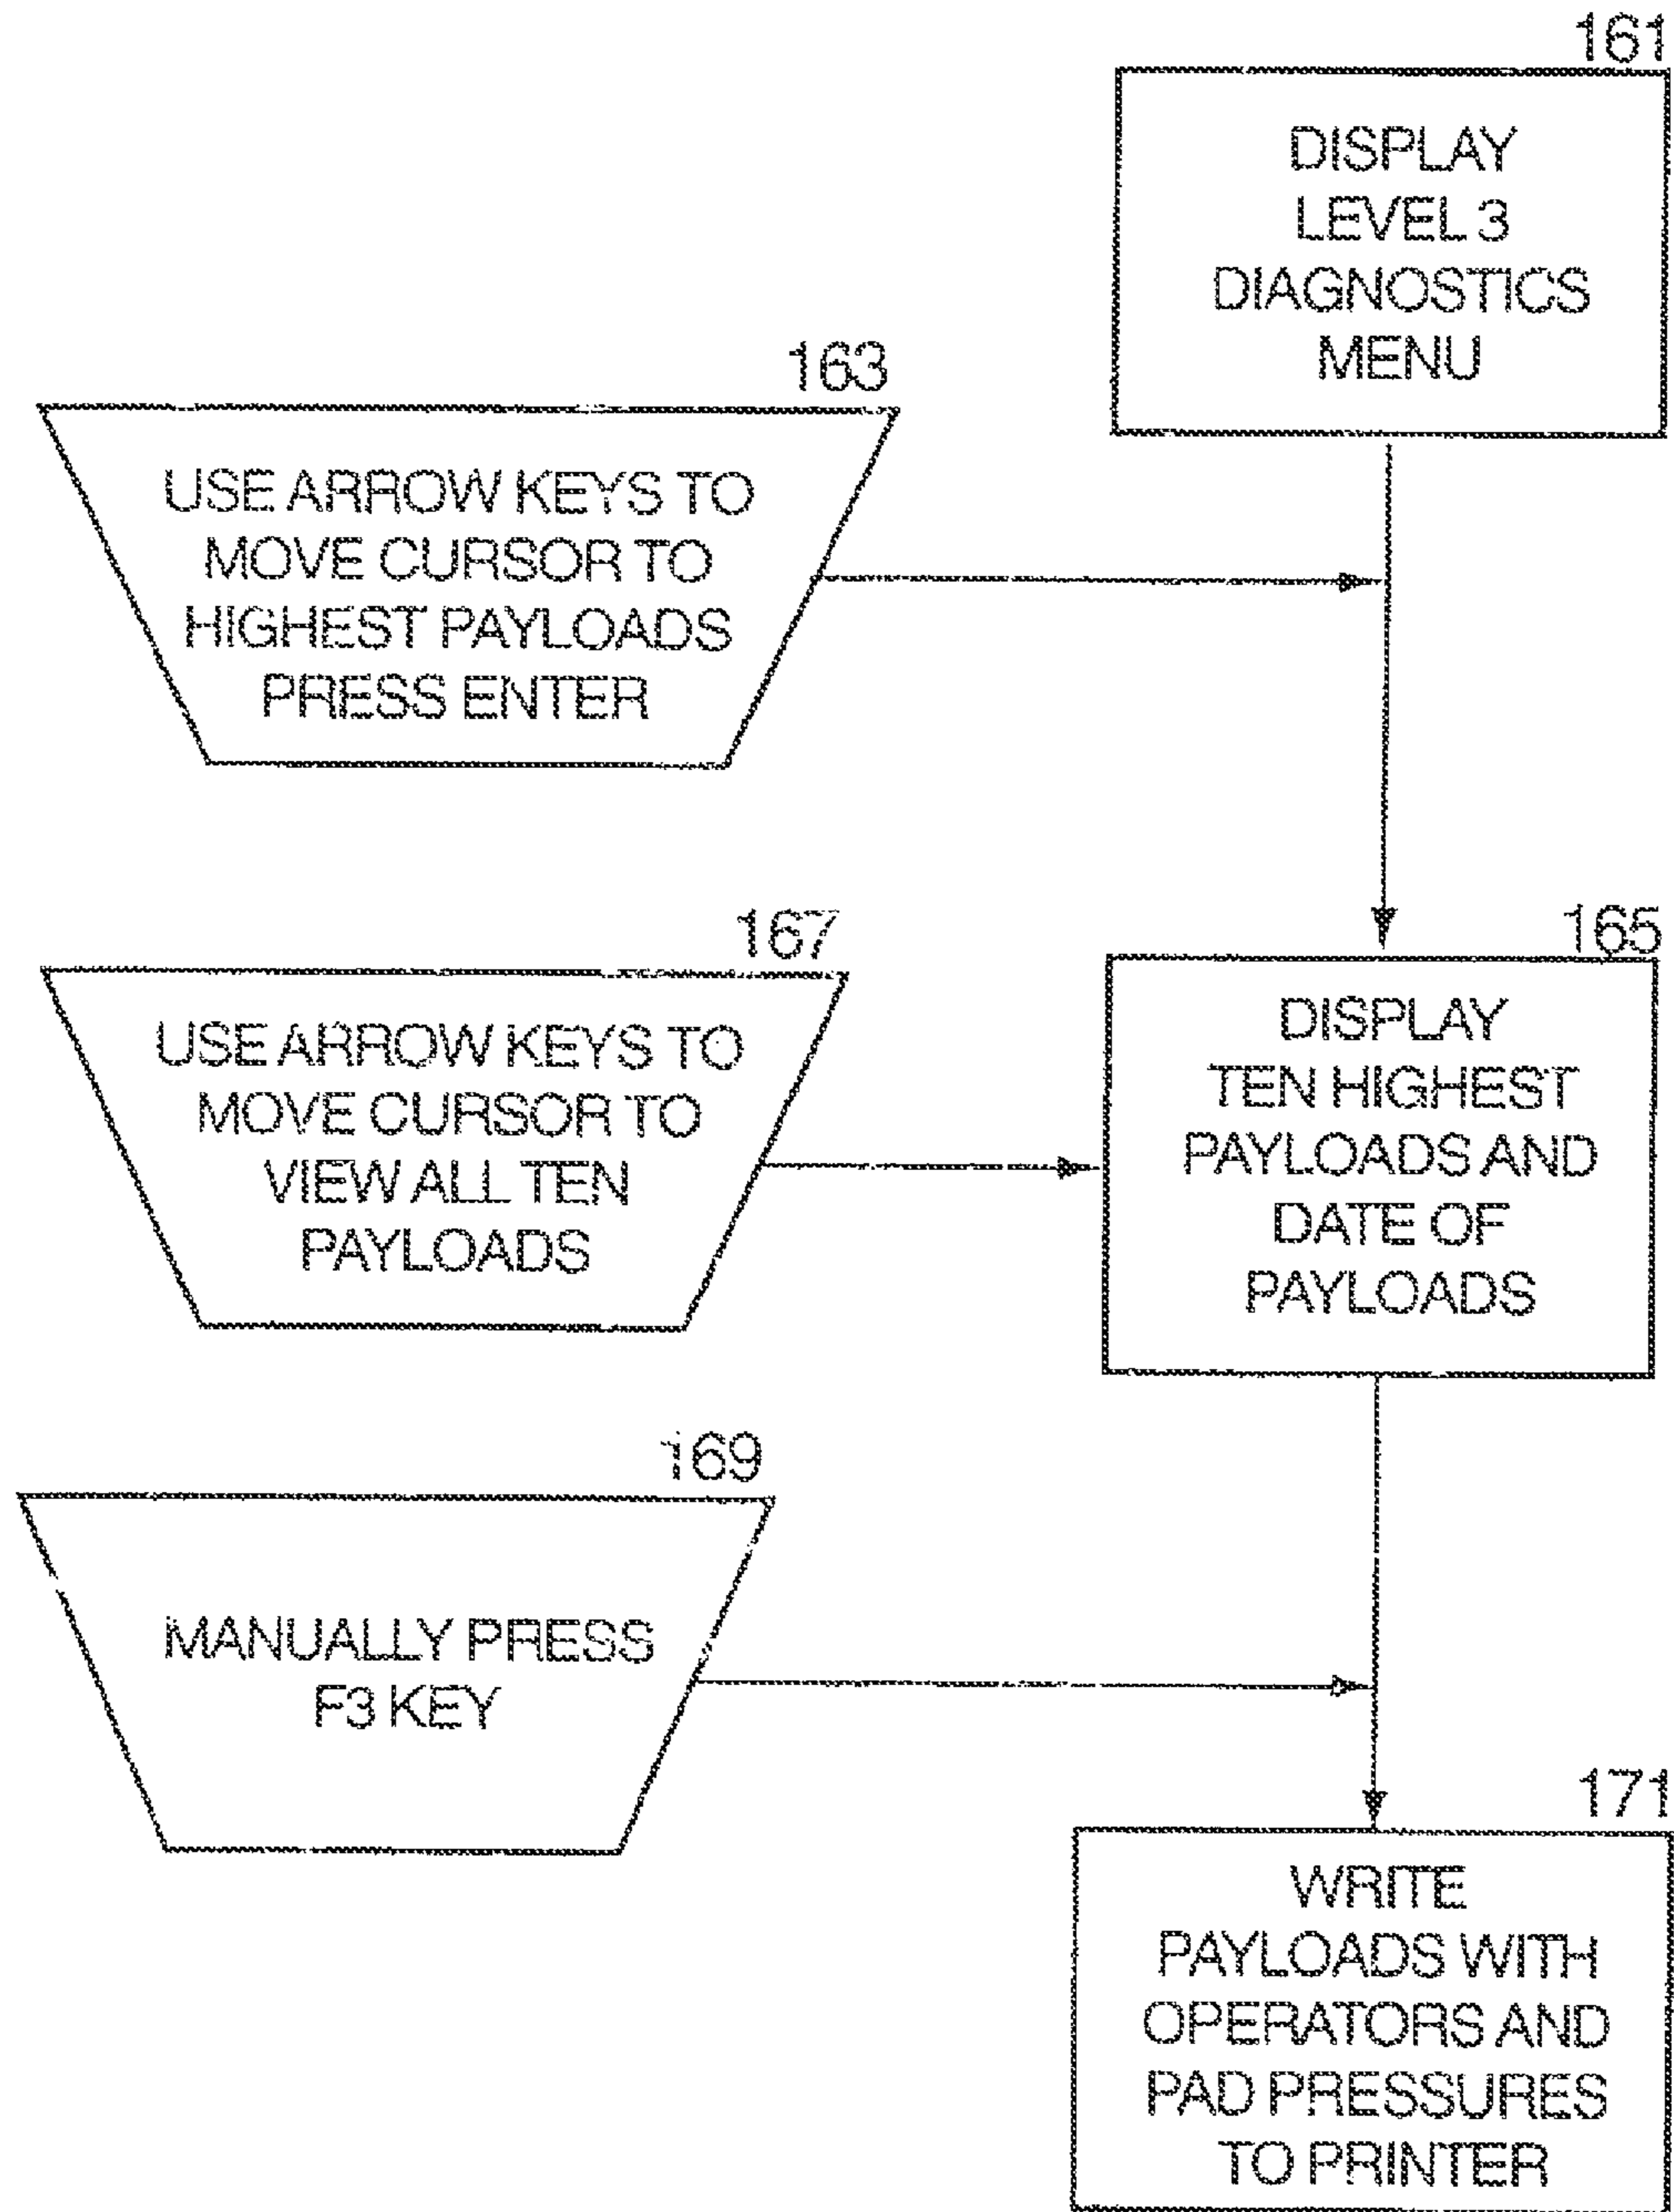 161
DISPLAY
LEVEL 3
DIAGNOSTICS
MENU
163
USE ARROW KEYS TO
MOVE CURSOR TO
HIGHEST PAYLOADS
PRESS ENTER
167
USE ARROW KEYS TO
MOVE CURSOR TO
VIEW ALL TEN
PAYLOADS
165
DISPLAY
TEN HIGHEST
PAYLOADS AND
DATE OF
PAYLOADS
169
MANUALLY PRESS
F3 KEY
171
WRITE
PAYLOADS WITH
OPERATORS AND
PAD PRESSURES
TO PRINTER